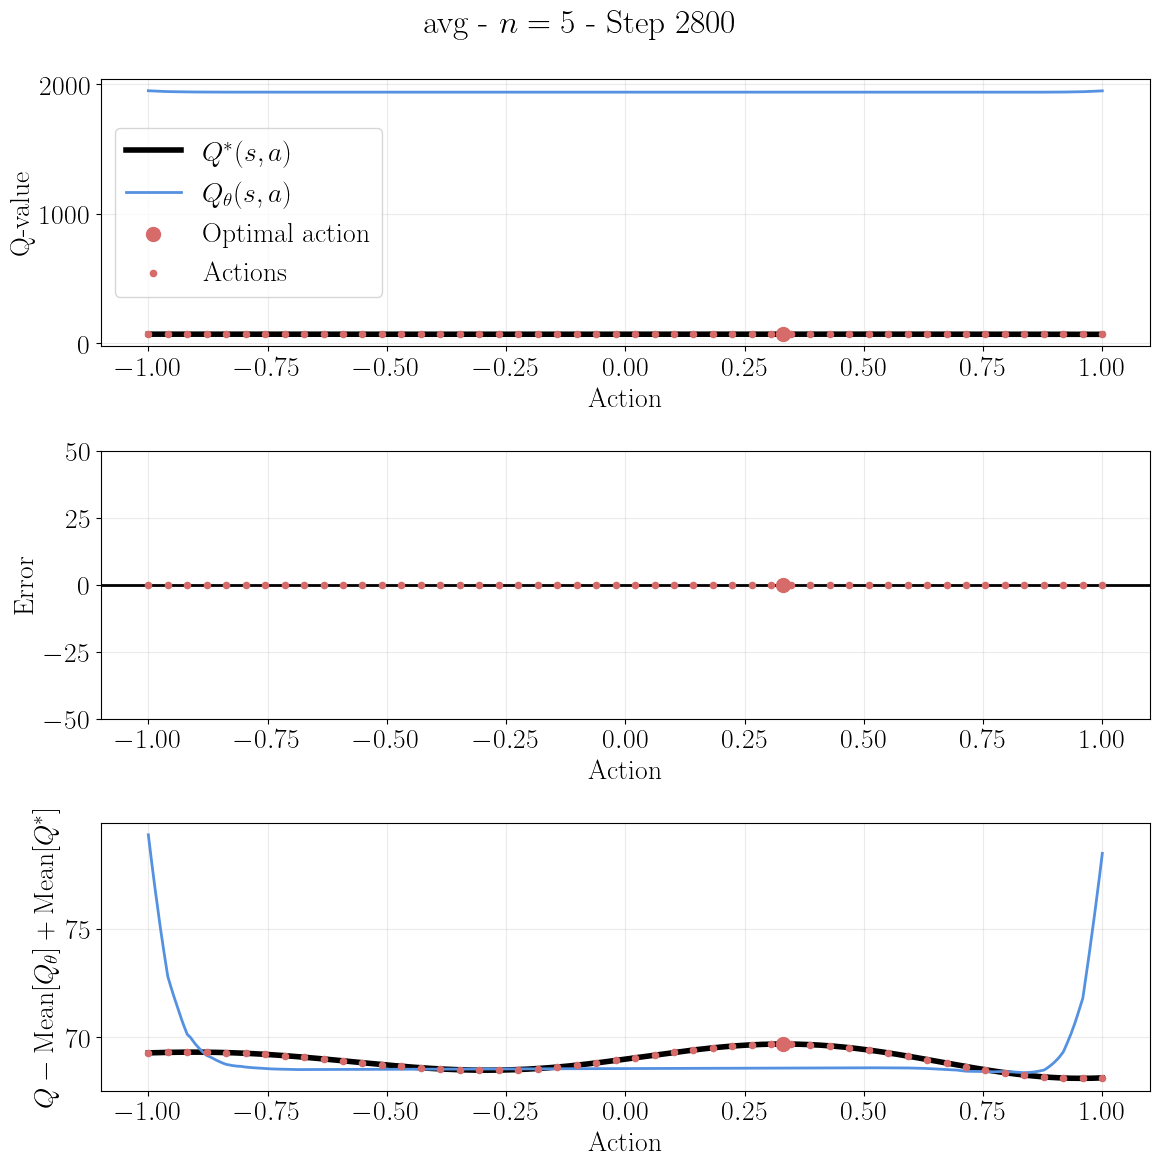 avg - n = 5 - Step 2800
2000
1000
0
Q-value
Q*(s, a)
Qθ(s, a)
Optimal action
Actions
−1.00 −0.75 −0.50 −0.25 0.00 0.25 0.50 0.75 1.00
Action
50
25
0
−25
−50
Error
−1.00 −0.75 −0.50 −0.25 0.00 0.25 0.50 0.75 1.00
Action
75
70
Q − Mean[Qθ] + Mean[Q*]
−1.00 −0.75 −0.50 −0.25 0.00 0.25 0.50 0.75 1.00
Action